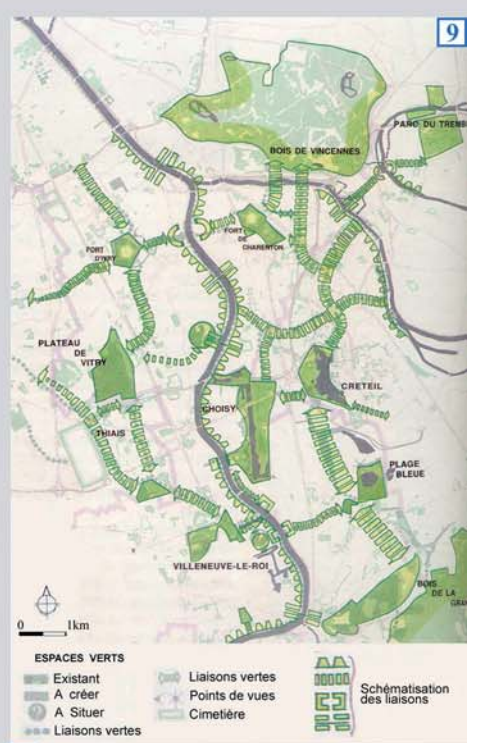 9
PARC DU TREMB
BOIS DE VINCENNES
FORT
D'IVRY
FORT
DE
CHARENTON
PLATEAU
DE
VITRY
CRETEIL
CHOISY
THIAIS
PLAGE
BLEUE
VILLENEUVE-LE-ROI
BOIS
DE LA
GRAN
0 1km
ESPACES VERTS
Existant
A créer
A Situer
Liaisons vertes
Liaisons vertes
Points de vues
Cimetière
Schématisation
des liaisons